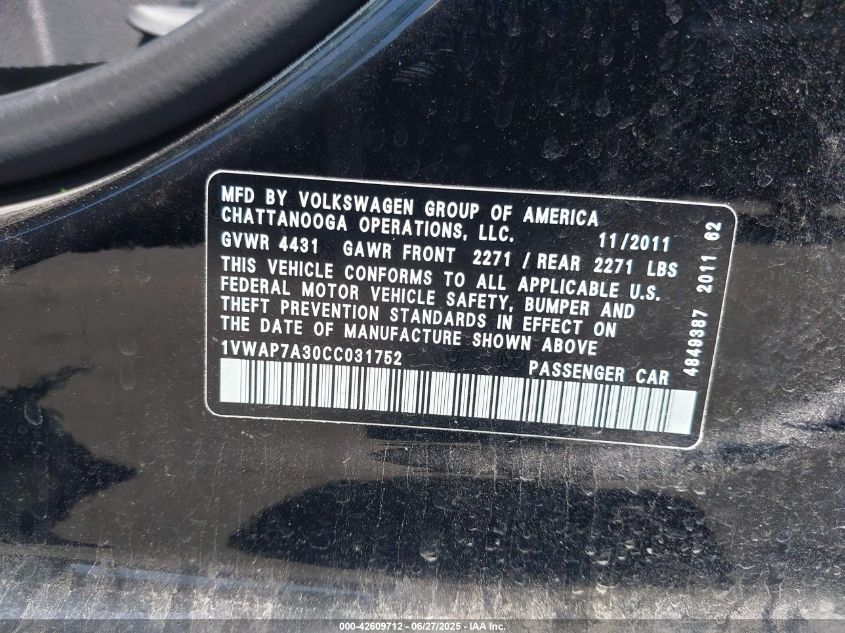 MFD BY VOLKSWAGEN GROUP OF AMERICA
CHATTANOOGA OPERATIONS, LLC. 11/2011
GVWR 4431 GAWR FRONT 2271 / REAR 2271 LBS
THIS VEHICLE CONFORMS TO ALL APPLICABLE U.S.
FEDERAL MOTOR VEHICLE SAFETY, BUMPER AND
THEFT PREVENTION STANDARDS IN EFFECT ON
THE DATE OF MANUFACTURE SHOWN ABOVE
1VWAP7A30CC031752 PASSENGER CAR
4849387 2011 62
000-42609712 - 06/27/2025 - IAA Inc.